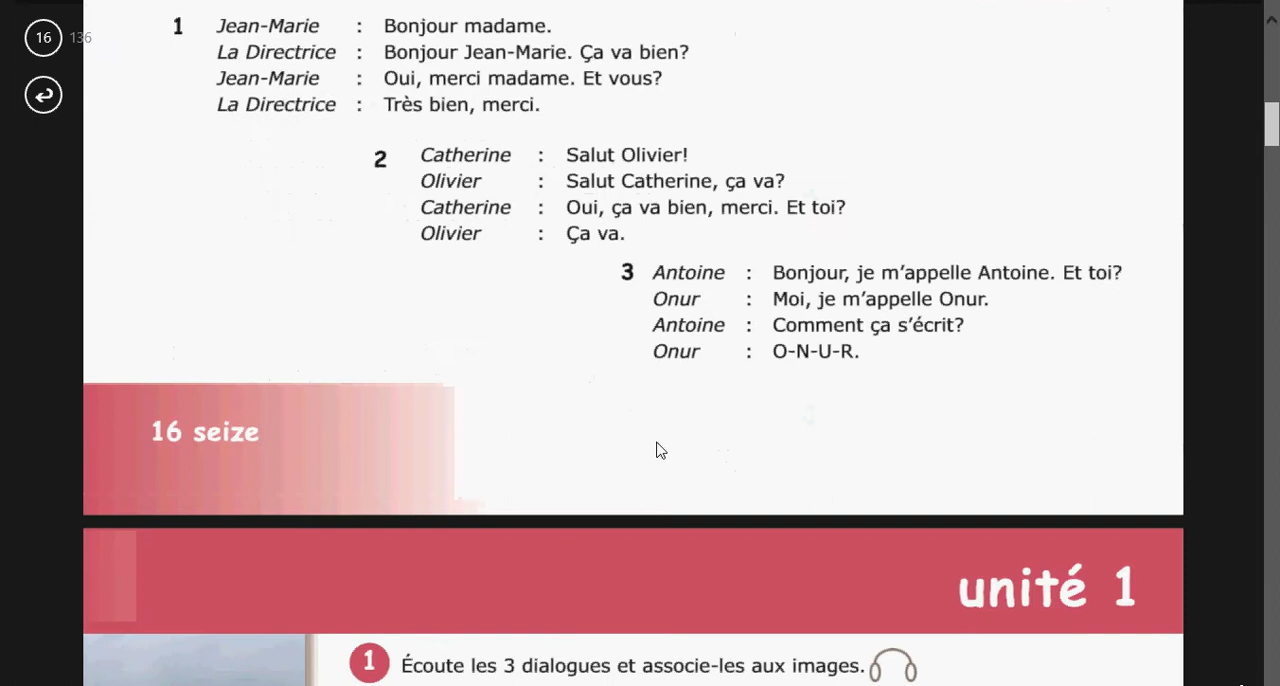 16 136
1 Jean-Marie : Bonjour madame.
La Directrice : Bonjour Jean-Marie. Ça va bien?
Jean-Marie : Oui, merci madame. Et vous?
La Directrice : Très bien, merci.
2 Catherine : Salut Olivier!
Olivier : Salut Catherine, ça va?
Catherine : Oui, ça va bien, merci. Et toi?
Olivier : Ça va.
3 Antoine : Bonjour, je m'appelle Antoine. Et toi?
Onur : Moi, je m'appelle Onur.
Antoine : Comment ça s'écrit?
Onur : O-N-U-R.
16 seize
unité 1
1 Écoute les 3 dialogues et associe-les aux images.